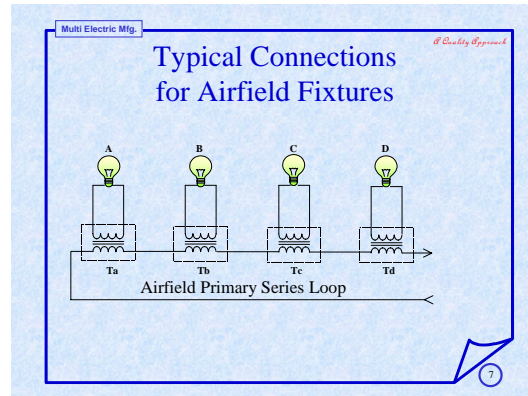 Multi Electric Mfg.
A Quality Approach
Typical Connections
for Airfield Fixtures
A B C D
Ta Tb Tc Td
Airfield Primary Series Loop
7